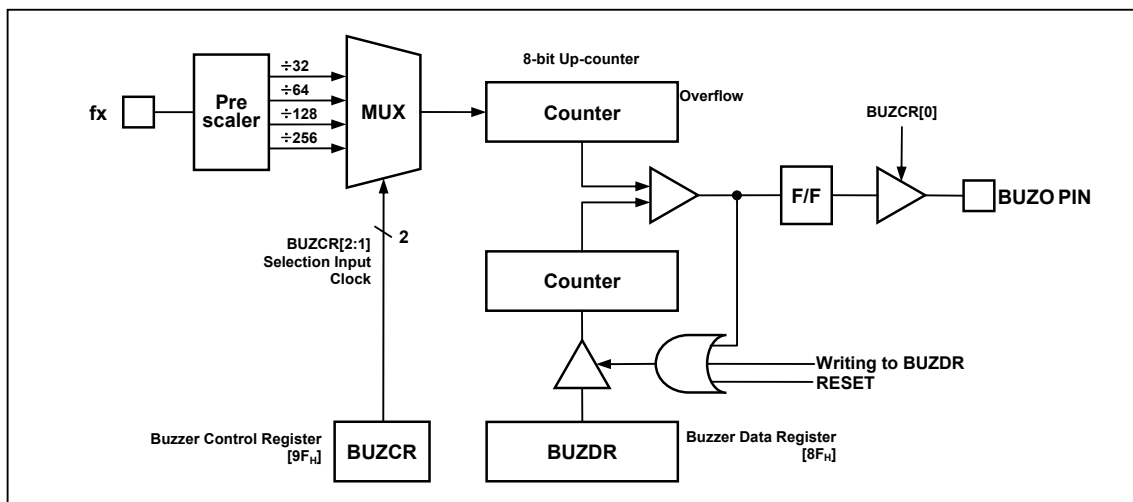 8-bit Up-counter
÷32
÷64
÷128
÷256
fx
Pre
scaler
MUX
Counter
Overflow
BUZCR[0]
F/F
BUZO PIN
2
BUZCR[2:1]
Selection Input
Clock
Counter
Writing to BUZDR
RESET
Buzzer Control Register
[9FH]
BUZCR
BUZDR
Buzzer Data Register
[8FH]